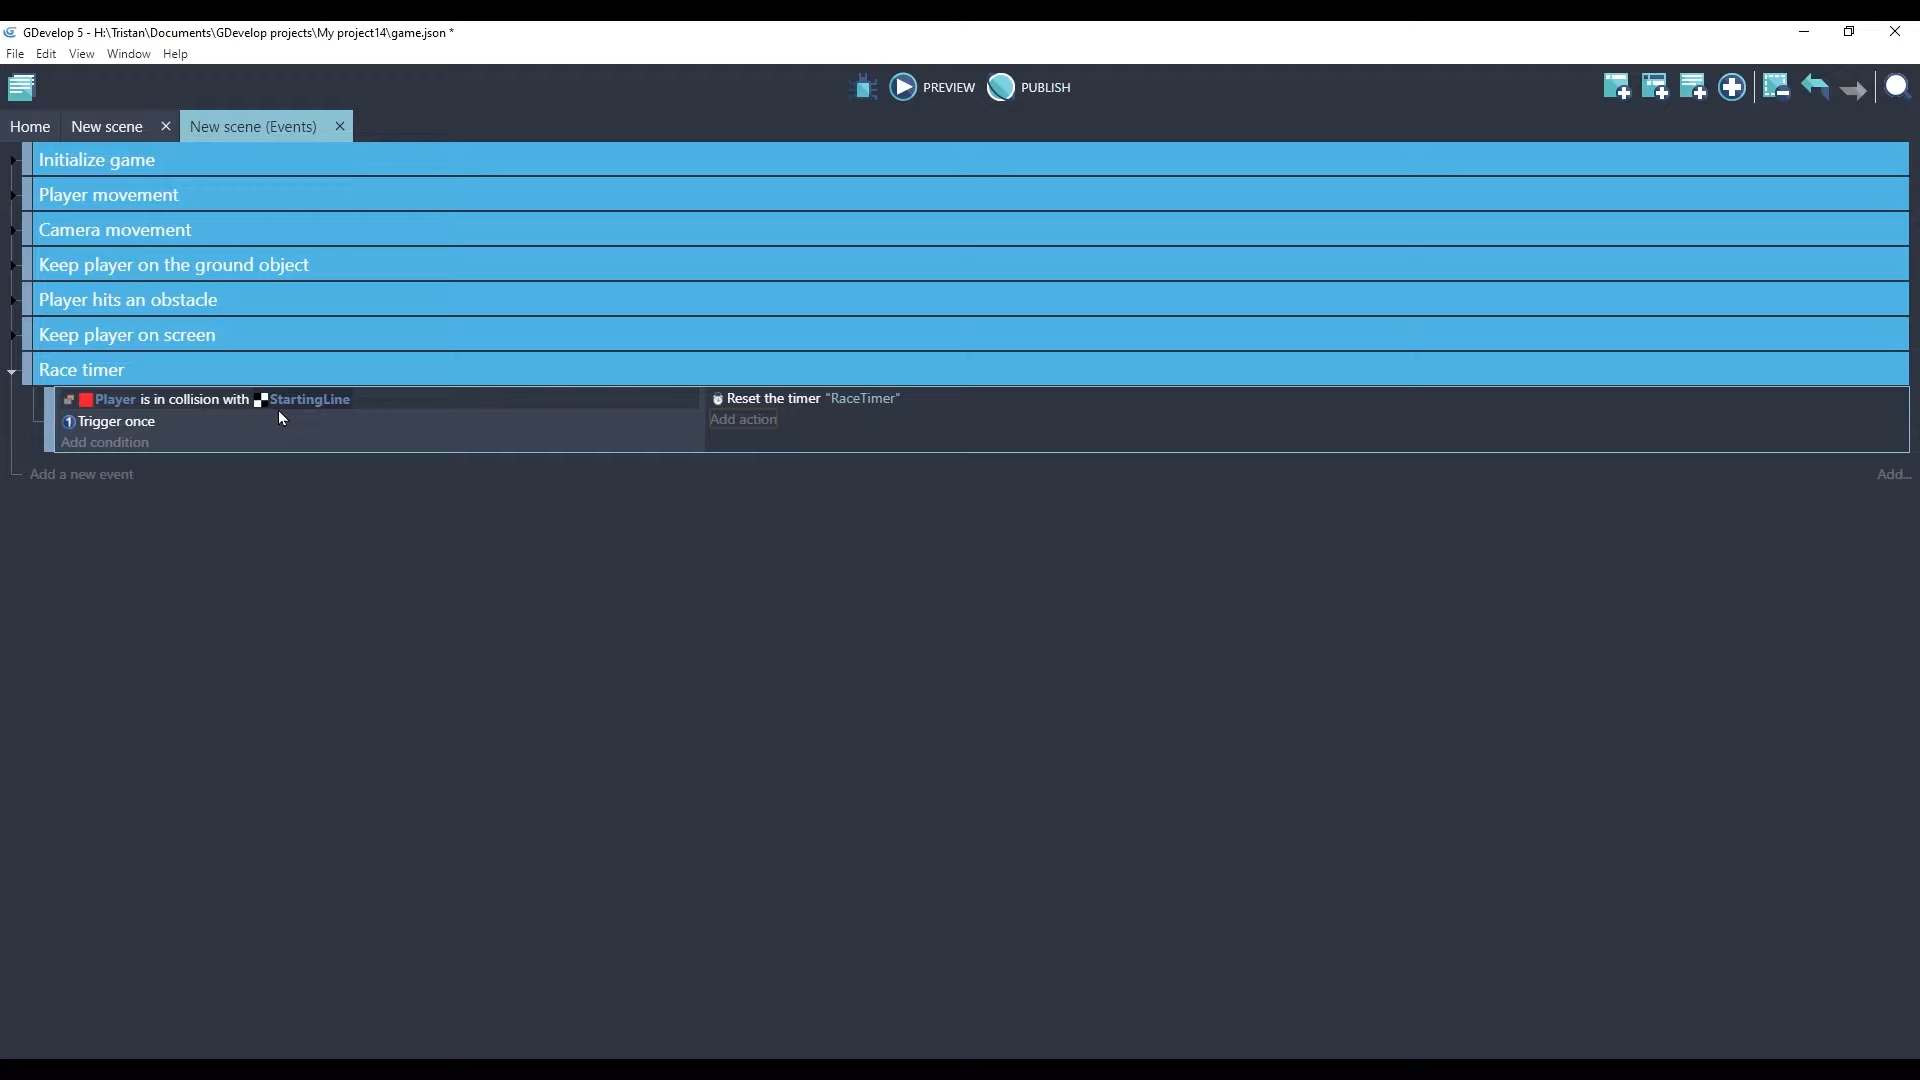 GDevelop 5 - H:\Tristan\Documents\GDevelop projects\My project14\game.json *
File Edit View Window Help
PREVIEW PUBLISH
Home New scene New scene (Events)
Initialize game
Player movement
Camera movement
Keep player on the ground object
Player hits an obstacle
Keep player on screen
Race timer
Player is in collision with StartingLine Reset the timer "RaceTimer"
1 Trigger once Add action
Add condition
Add a new event Add...